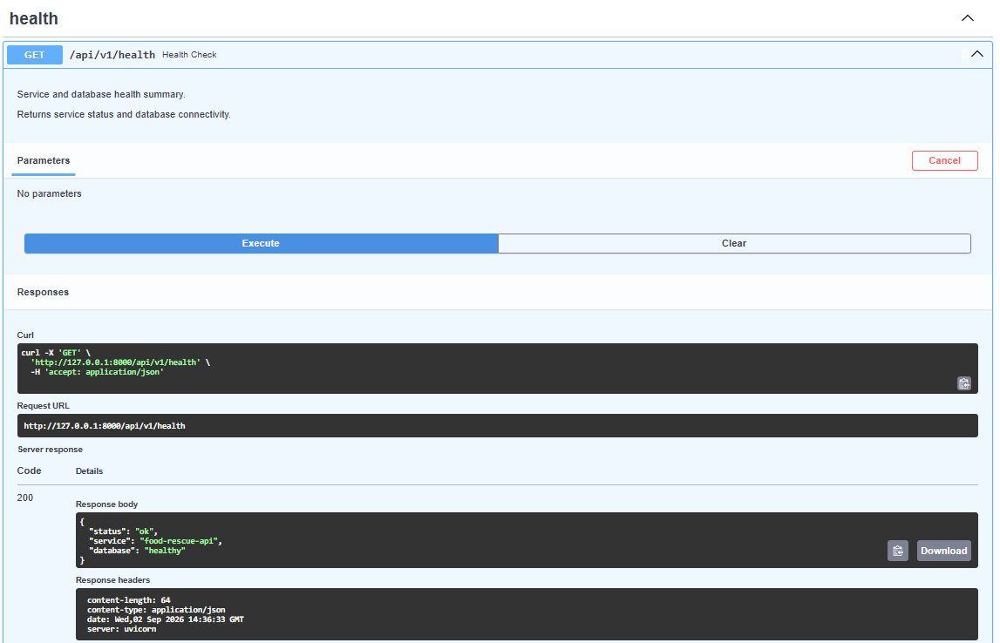 health
GET /api/v1/health Health Check
Service and database health summary.
Returns service status and database connectivity.
Parameters
Cancel
No parameters
Execute
Clear
Responses
Curl
curl -X 'GET' \
  'http://127.0.0.1:8000/api/v1/health' \
  -H 'accept: application/json'
Request URL
http://127.0.0.1:8000/api/v1/health
Server response
Code Details
200
Response body
{
  "status": "ok",
  "service": "food-rescue-api",
  "database": "healthy"
}
Download
Response headers
content-length: 64
content-type: application/json
date: Wed,02 Sep 2026 14:36:33 GMT
server: uvicorn